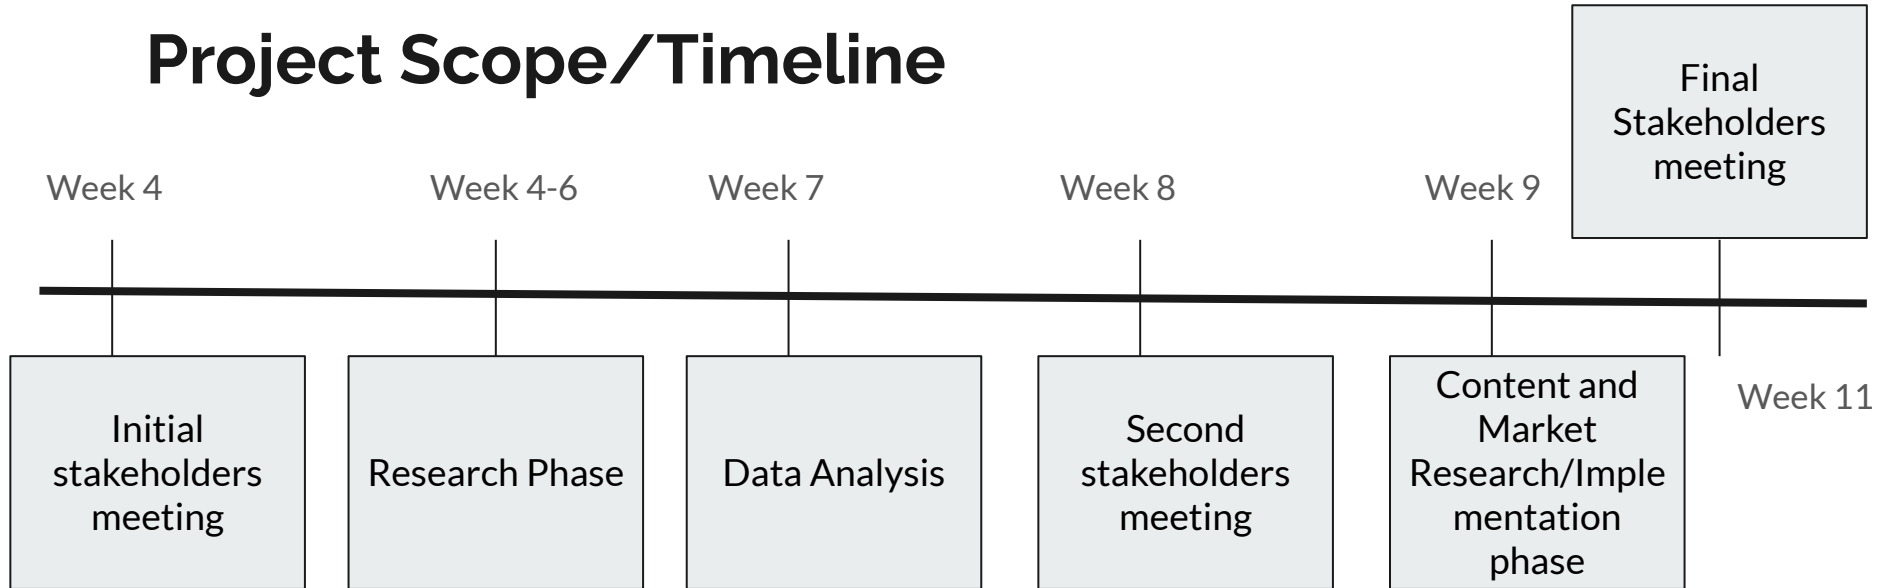 Project Scope/Timeline
Final
Stakeholders
meeting
Week 4
Week 4-6
Week 7
Week 8
Week 9
Initial
stakeholders
meeting
Research Phase
Data Analysis
Second
stakeholders
meeting
Content and
Market
Research/Imple
mentation
phase
Week 11